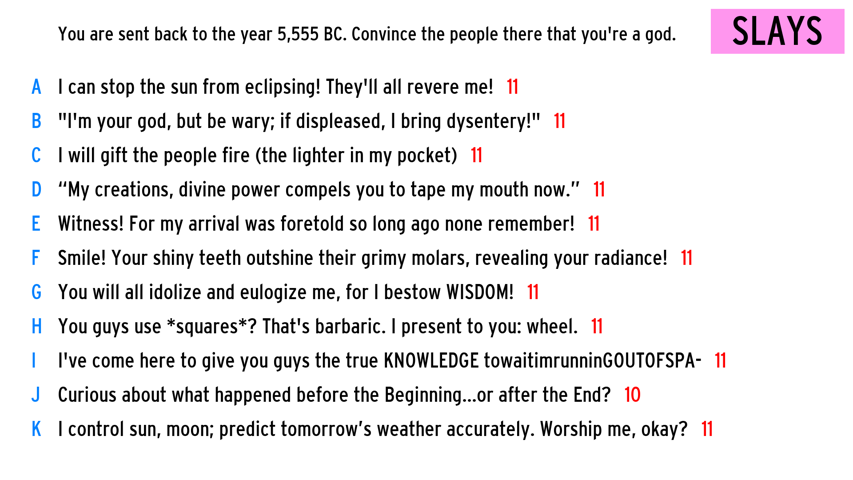 You are sent back to the year 5,555 BC. Convince the people there that you're a god.
SLAYS
A I can stop the sun from eclipsing! They'll all revere me! 11
B "I'm your god, but be wary; if displeased, I bring dysentery!" 11
C I will gift the people fire (the lighter in my pocket) 11
D “My creations, divine power compels you to tape my mouth now.” 11
E Witness! For my arrival was foretold so long ago none remember! 11
F Smile! Your shiny teeth outshine their grimy molars, revealing your radiance! 11
G You will all idolize and eulogize me, for I bestow WISDOM! 11
H You guys use *squares*? That's barbaric. I present to you: wheel. 11
I I've come here to give you guys the true KNOWLEDGE towaitimrunninGOUTOFSPA- 11
J Curious about what happened before the Beginning...or after the End? 10
K I control sun, moon; predict tomorrow’s weather accurately. Worship me, okay? 11